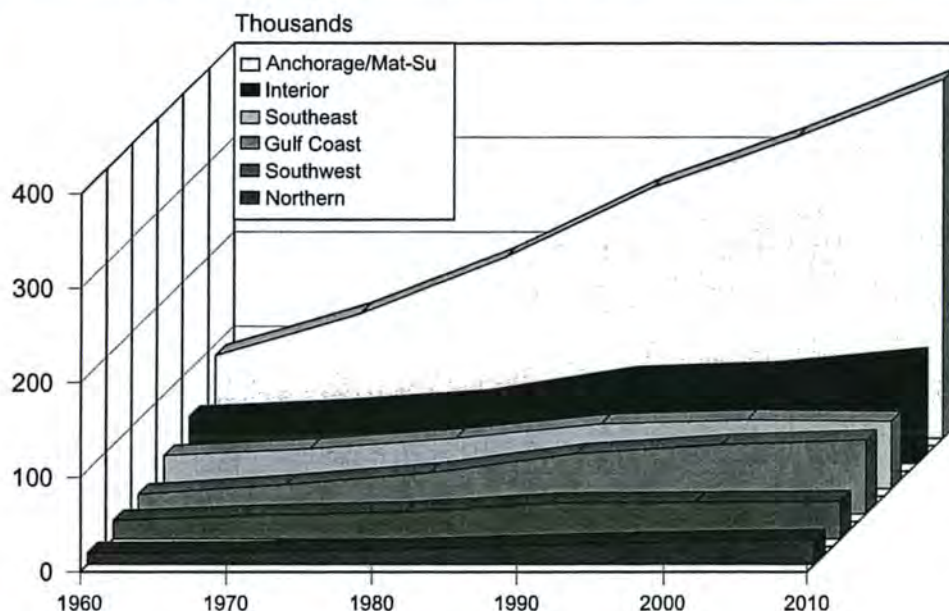 Thousands
Anchorage/Mat-Su
Interior
Southeast
Gulf Coast
Southwest
Northern
400
300
200
100
0
1960 1970 1980 1990 2000 2010